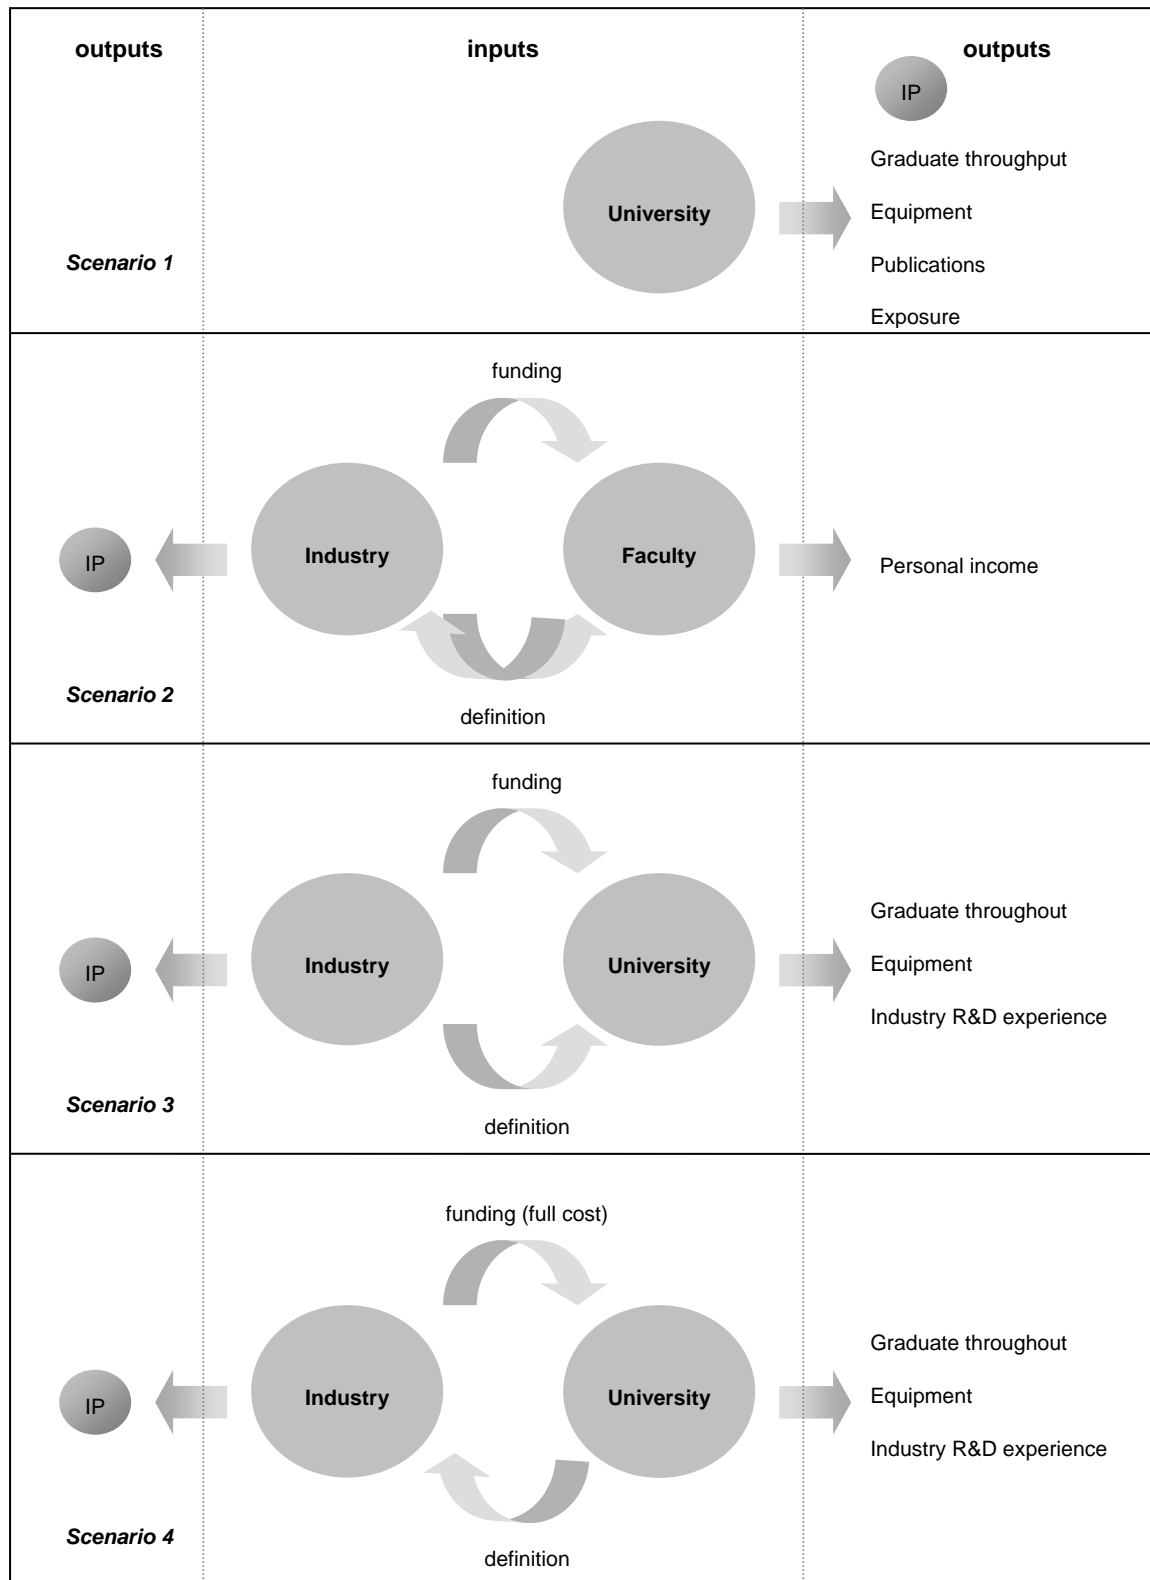 outputs
inputs
outputs
IP
University
Graduate throughput
Equipment
Publications
Exposure
Scenario 1
funding
IP
Industry
Faculty
Personal income
definition
Scenario 2
funding
IP
Industry
University
Graduate throughout
Equipment
Industry R&D experience
definition
Scenario 3
funding (full cost)
IP
Industry
University
Graduate throughout
Equipment
Industry R&D experience
definition
Scenario 4